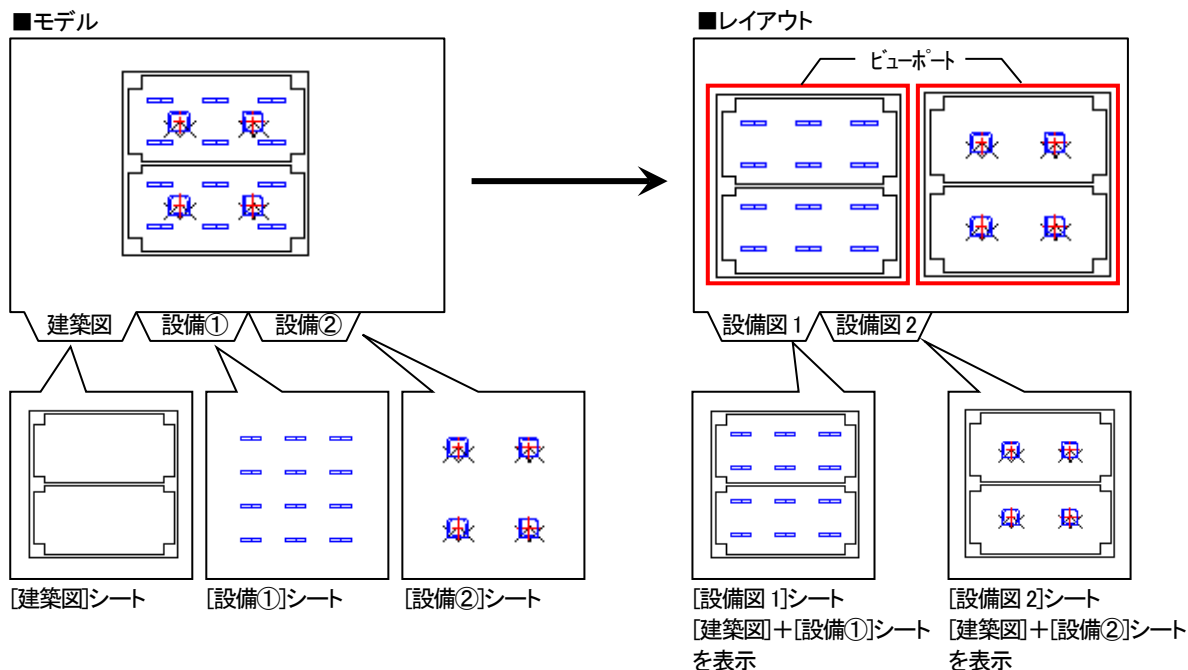 ■モデル
■レイアウト
ビューポート
建築図
設備①
設備②
設備図1
設備図2
[建築図]シート
[設備①]シート
[設備②]シート
[設備図1]シート
[建築図]+[設備①]シート
を表示
[設備図2]シート
[建築図]+[設備②]シート
を表示